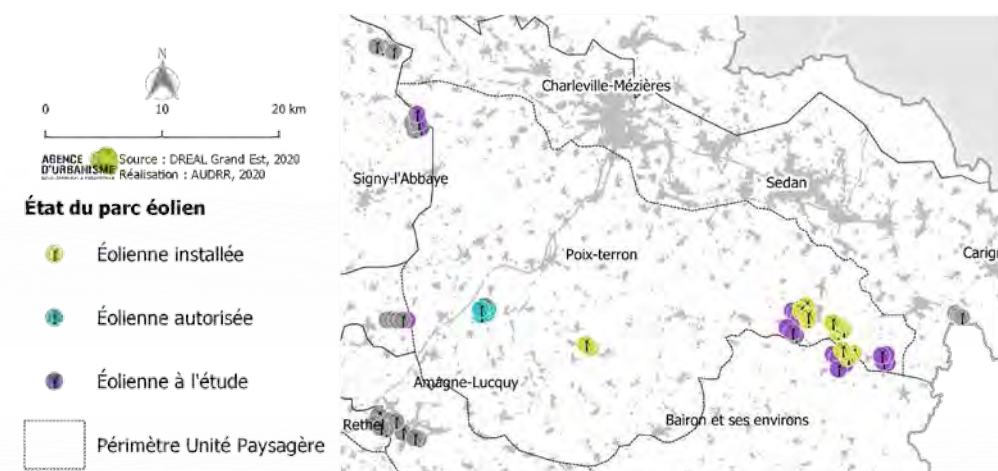 N
0 10 20 km
AGENCE
D'URBANISME
Source : DREAL Grand Est, 2020
Réalisation : AUDRR, 2020
État du parc éolien
Éolienne installée
Éolienne autorisée
Éolienne à l'étude
Périmètre Unité Paysagère
Charleville-Mézières
Signy-l'Abbaye
Sedan
Poix-terron
Carig
Amagne-Lucquy
Rethel
Bairon et ses environs